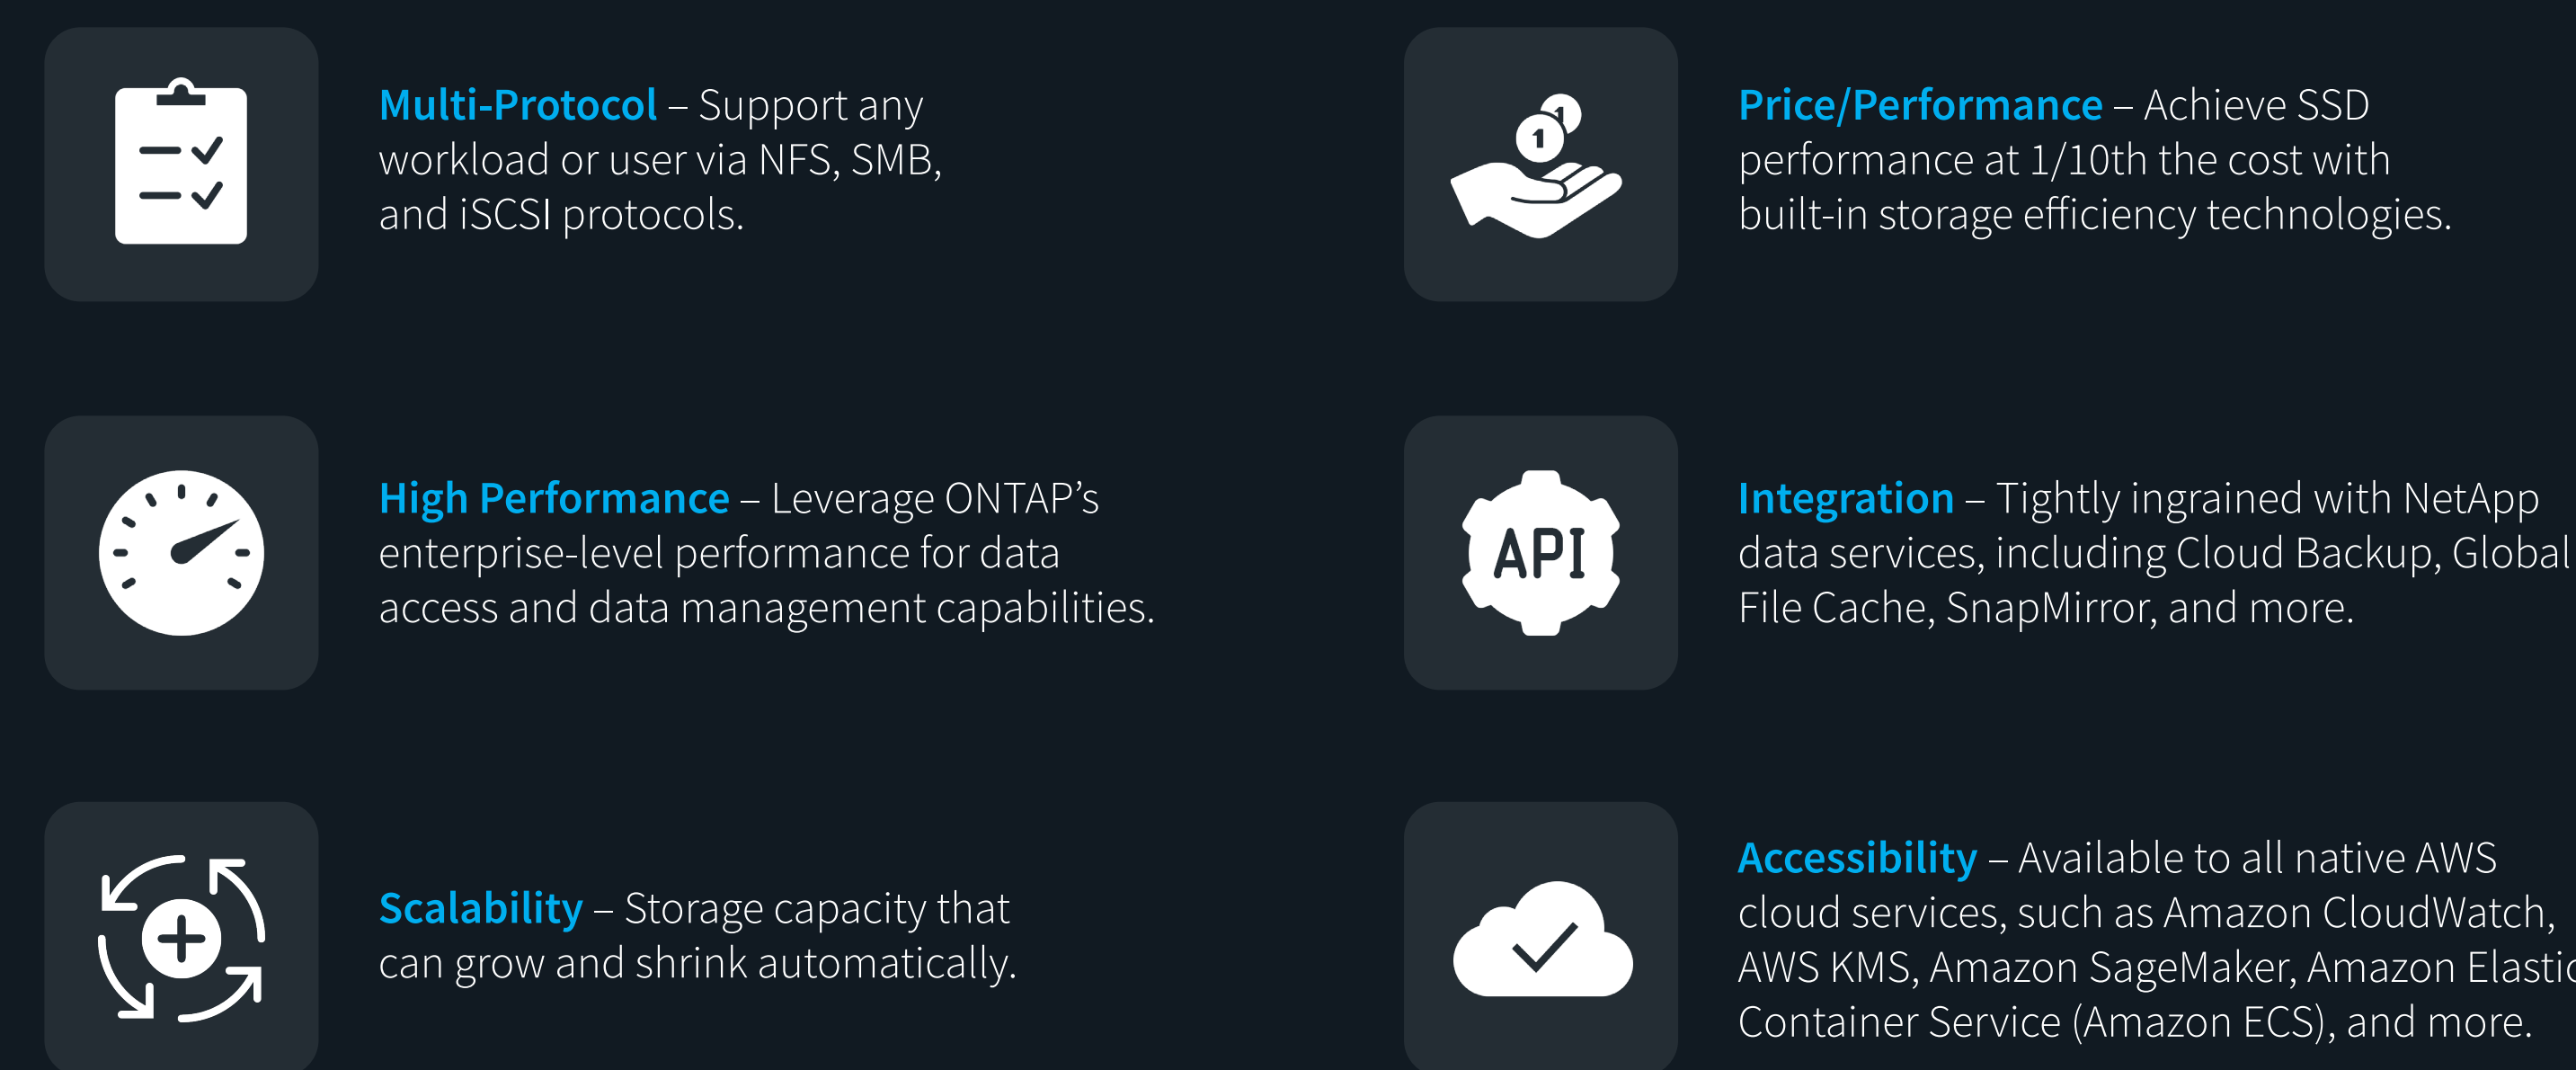 Multi-Protocol – Support any
workload or user via NFS, SMB,
and iSCSI protocols.
1
1
Price/Performance – Achieve SSD
performance at 1/10th the cost with
built-in storage efficiency technologies.
High Performance – Leverage ONTAP’s
enterprise-level performance for data
access and data management capabilities.
API
Integration – Tightly ingrained with NetApp
data services, including Cloud Backup, Global
File Cache, SnapMirror, and more.
Scalability – Storage capacity that
can grow and shrink automatically.
Accessibility – Available to all native AWS
cloud services, such as Amazon CloudWatch,
AWS KMS, Amazon SageMaker, Amazon Elastic
Container Service (Amazon ECS), and more.